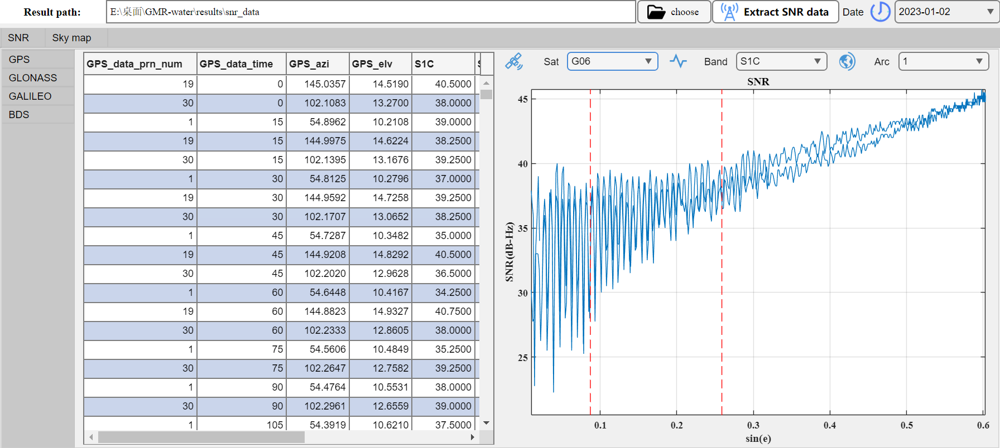 Result path: E:\桌面\GMR-water\results\snr_data choose Extract SNR data Date 2023-01-02
SNR Sky map
GPS
GLONASS
GALILEO
BDS
GPS_data_prn_num GPS_data_time GPS_azi GPS_elv S1C
19 0 145.0357 14.5190 40.5000
30 0 102.1083 13.2700 38.0000
1 15 54.8962 10.2108 39.0000
19 15 144.9975 14.6224 38.2500
30 15 102.1395 13.1676 39.2500
1 30 54.8125 10.2796 37.0000
19 30 144.9592 14.7258 39.2500
30 30 102.1707 13.0652 38.2500
1 45 54.7287 10.3482 35.0000
19 45 144.9208 14.8292 40.5000
30 45 102.2020 12.9628 36.5000
1 60 54.6448 10.4167 34.2500
19 60 144.8823 14.9327 40.7500
30 60 102.2333 12.8605 38.0000
1 75 54.5606 10.4849 35.2500
30 75 102.2647 12.7582 39.2500
1 90 54.4764 10.5531 38.0000
30 90 102.2961 12.6559 39.0000
1 105 54.3919 10.6210 37.5000
Sat G06 Band S1C Arc 1
SNR
SNR(dB-Hz)
45
40
35
30
25
0.1 0.2 0.3 0.4 0.5 0.6
sin(e)